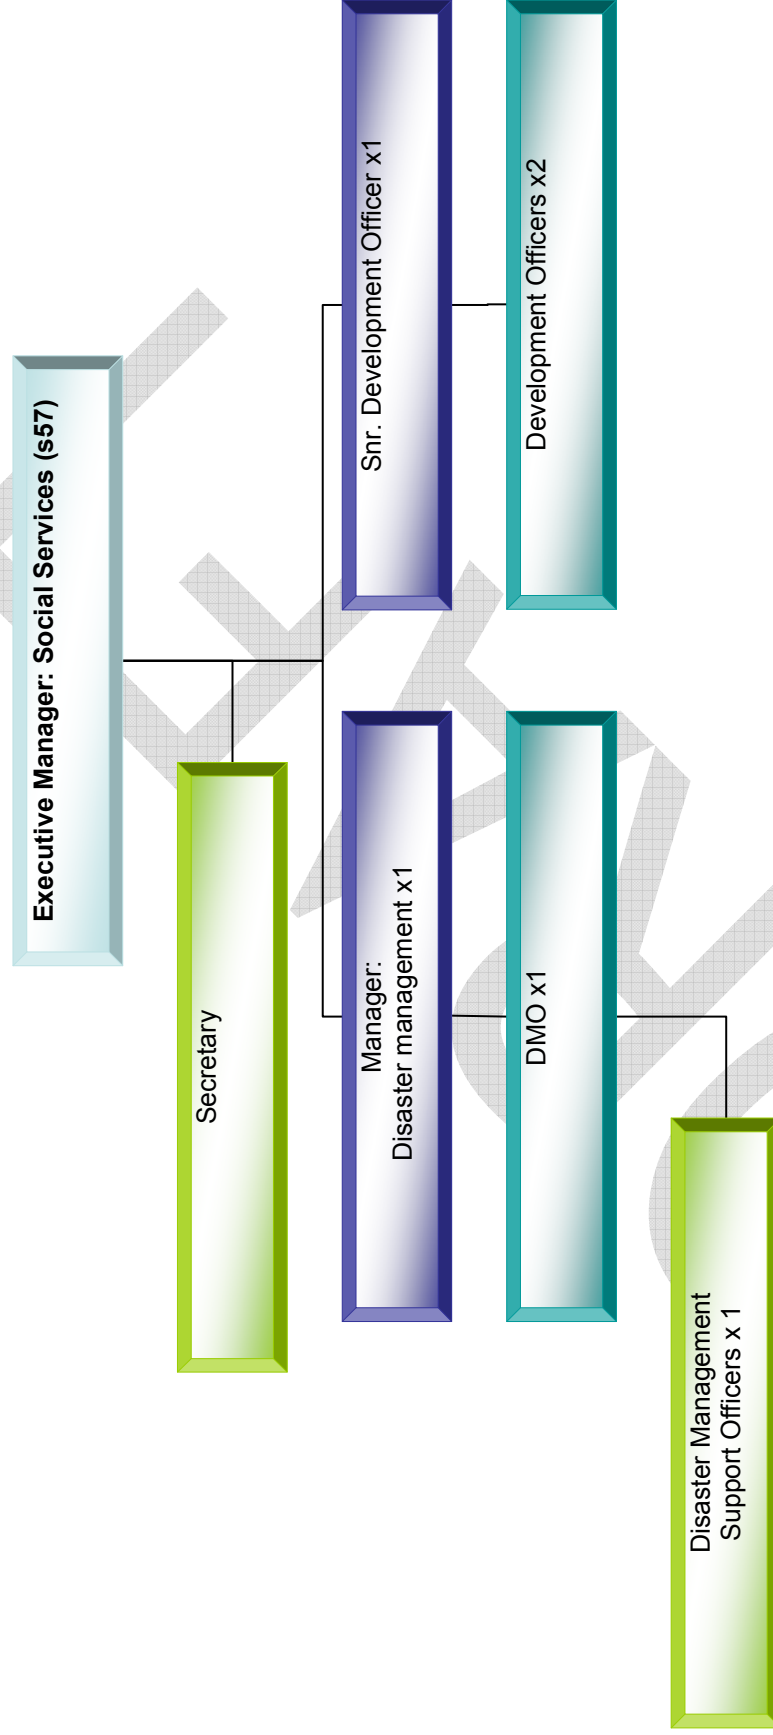 Executive Manager: Social Services (s57)
Secretary
Manager:
Disaster management x1
Snr. Development Officer x1
DMO x1
Development Officers x2
Disaster Management
Support Officers x 1